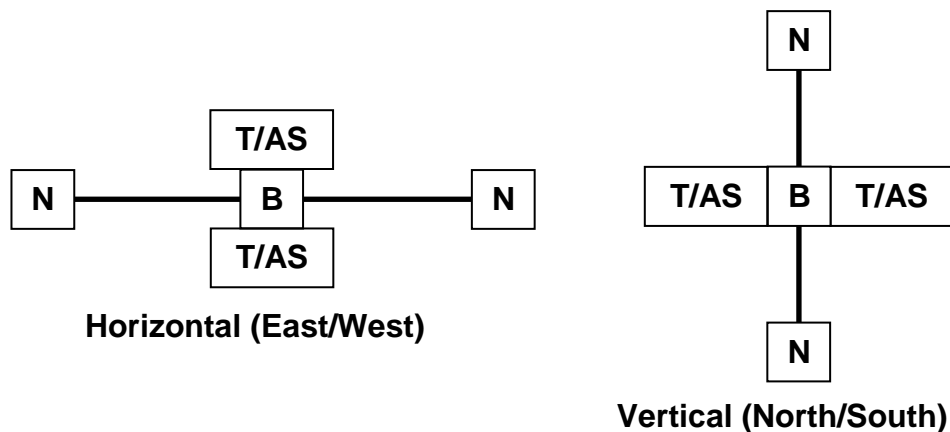 T/AS
N B N
T/AS
Horizontal (East/West)
N
T/AS B T/AS
N
Vertical (North/South)